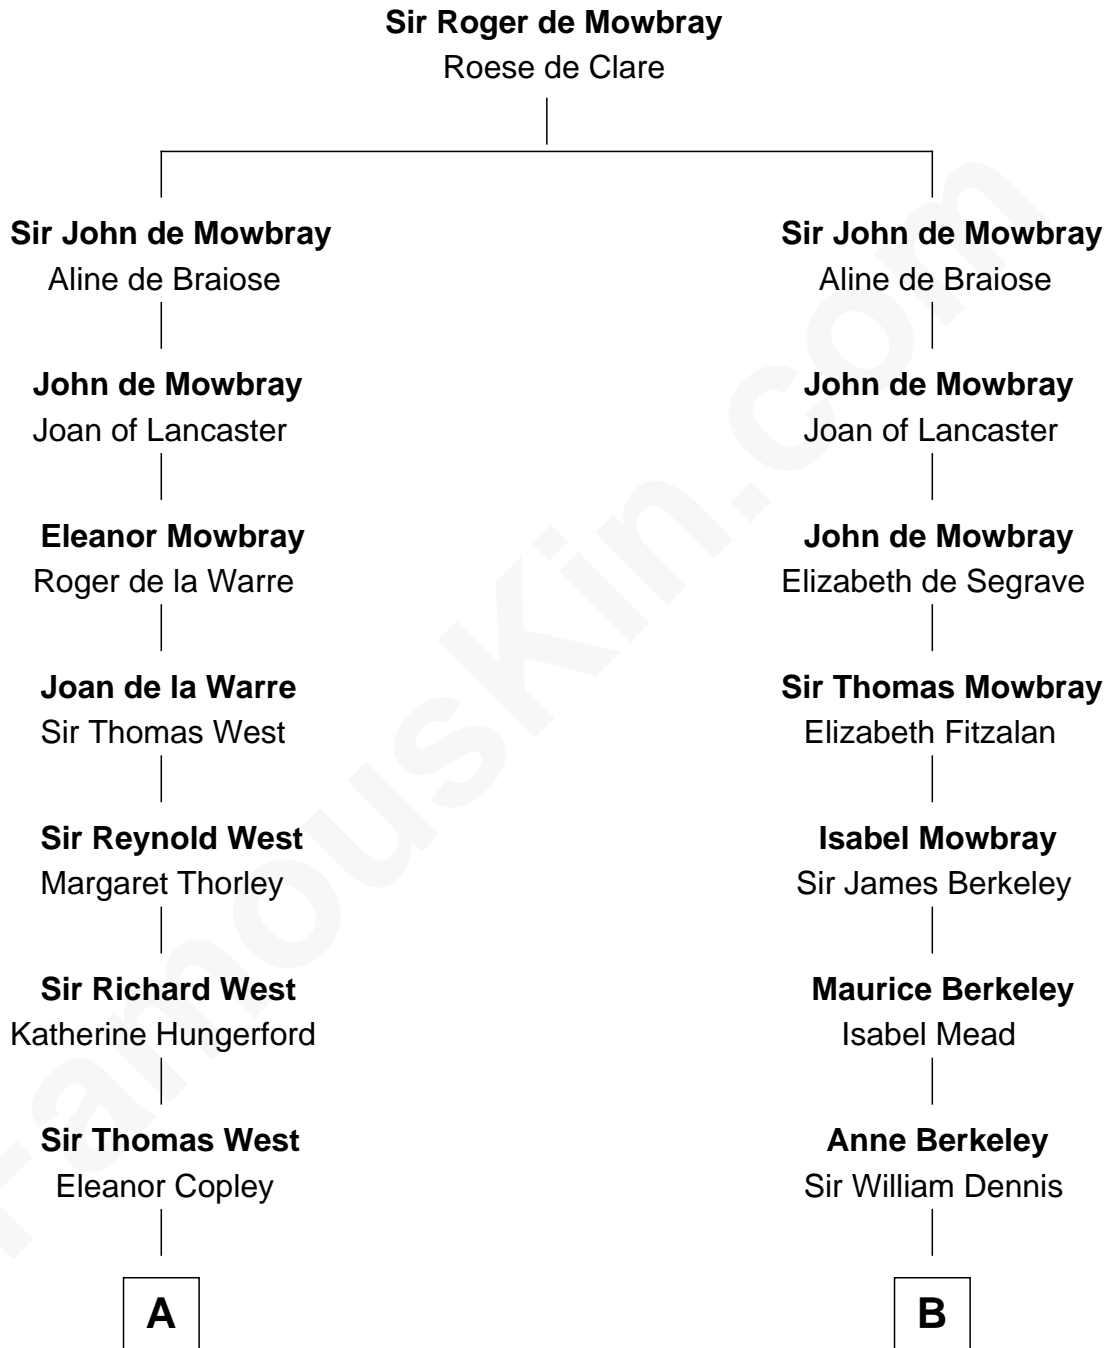 Sir Roger de Mowbray
Roese de Clare
Sir John de Mowbray
Aline de Braiose
Sir John de Mowbray
Aline de Braiose
John de Mowbray
Joan of Lancaster
John de Mowbray
Joan of Lancaster
Eleanor Mowbray
Roger de la Warre
John de Mowbray
Elizabeth de Segrave
Joan de la Warre
Sir Thomas West
Sir Thomas Mowbray
Elizabeth Fitzalan
Sir Reynold West
Margaret Thorley
Isabel Mowbray
Sir James Berkeley
Sir Richard West
Katherine Hungerford
Maurice Berkeley
Isabel Mead
Sir Thomas West
Eleanor Copley
Anne Berkeley
Sir William Dennis
A
B
FamousKin.com